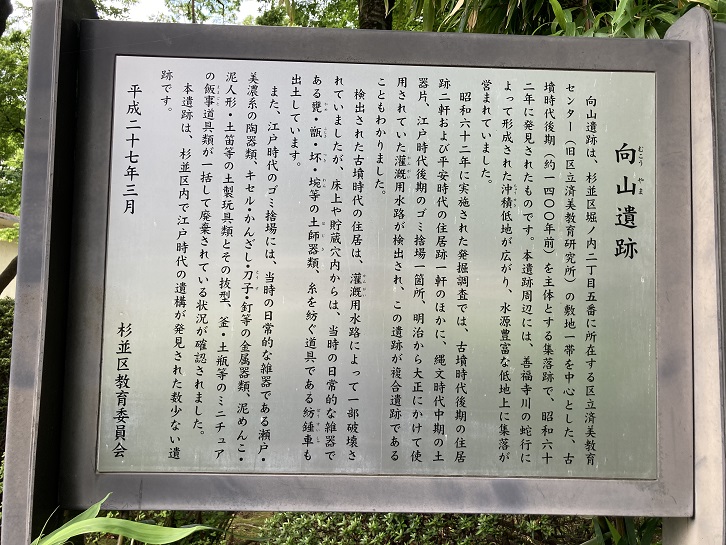 向山遺跡
むこうやま
向山遺跡は、杉並区堀ノ内二丁目五番に所在する区立済美教育
センター（旧区立済美教育研究所）の敷地一帯を中心とした、古
墳時代後期（約一四〇〇年前）を主体とする集落跡で、昭和六十
二年に発見されたものです。本遺跡周辺には、善福寺川の蛇行に
よって形成された沖積低地が広がり、水源豊富な低地上に集落が
営まれていました。
昭和六十二年に実施された発掘調査では、古墳時代後期の住居
跡二軒および平安時代の住居跡一軒のほかに、縄文時代中期の土
器片、江戸時代後期のゴミ捨場一箇所、明治から大正にかけて使
用されていた灌漑用水路が検出され、この遺跡が複合遺跡である
こともわかりました。
検出された古墳時代の住居は、灌漑用水路によって一部破壊さ
れていましたが、床上や貯蔵穴内からは、当時の日常的な雑器で
ある甕・甑・坏・埦等の土師器類、糸を紡ぐ道具である紡錘車も
出土しています。
また、江戸時代のゴミ捨場には、当時の日常的な雑器である瀬戸・
美濃系の陶器類、キセル・かんざし・刀子・釘等の金属器類、泥めんこ・
泥人形・土笛等の土製玩具類とその抜型、釜・土瓶等のミニチュア
の飯事道具類が一括して廃棄されている状況が確認されました。
本遺跡は、杉並区内で江戸時代の遺構が発見された数少ない遺
跡です。
平成二十七年三月
杉並区教育委員会